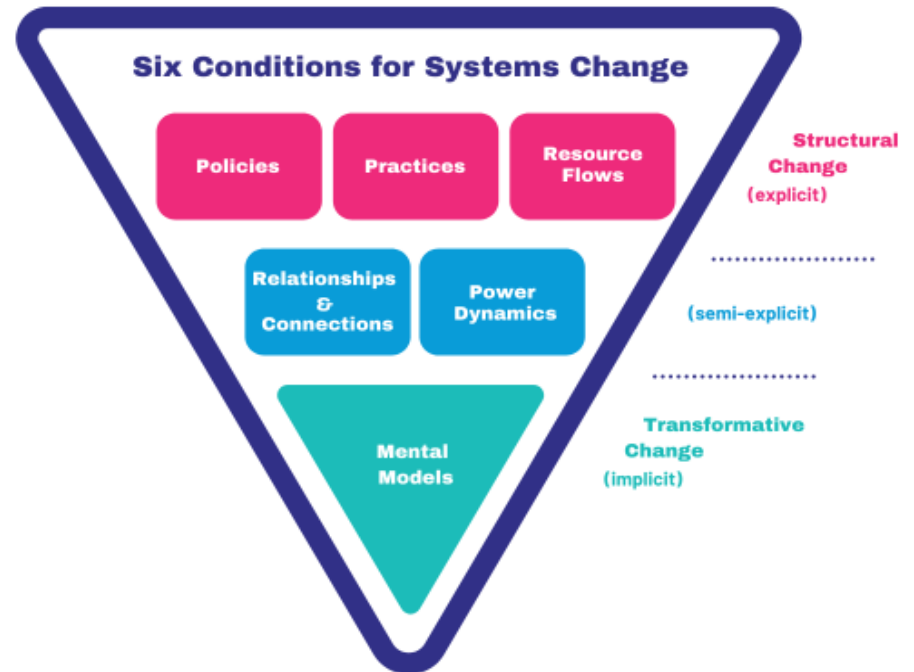 Six Conditions for Systems Change
Policies
Practices
Resource
Flows
Structural
Change
(explicit)
Relationships
&
Connections
Power
Dynamics
(semi-explicit)
Mental
Models
Transformative
Change
(implicit)